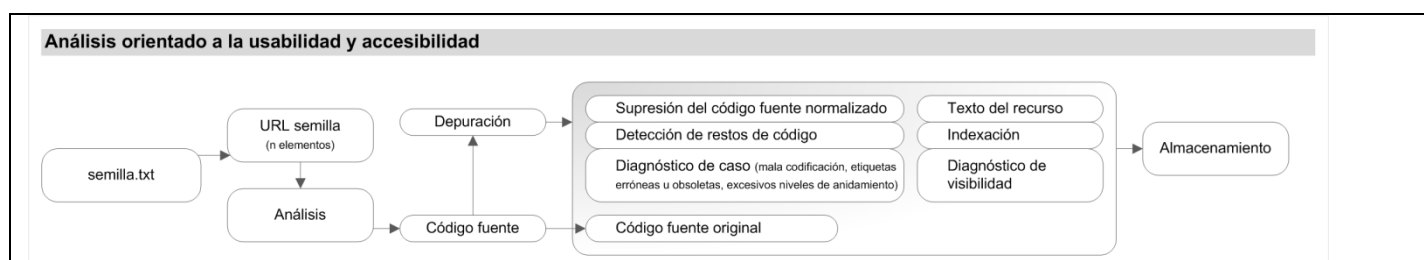 Análisis orientado a la usabilidad y accesibilidad
semilla.txt
URL semilla
(n elementos)
Análisis
Depuración
Código fuente
Supresión del código fuente normalizado
Detección de restos de código
Diagnóstico de caso (mala codificación, etiquetas
erróneas u obsoletas, excesivos niveles de anidamiento)
Código fuente original
Texto del recurso
Indexación
Diagnóstico de
visibilidad
Almacenamiento